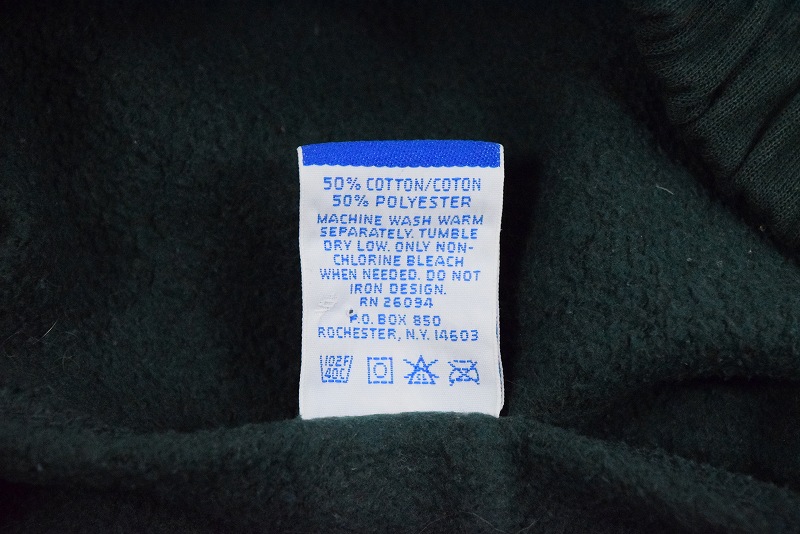 50% COTTON/COTON
50% POLYESTER
MACHINE WASH WARM
SEPARATELY. TUMBLE
DRY LOW. ONLY NON-
CHLORINE BLEACH
WHEN NEEDED. DO NOT
IRON DESIGN.
RN 26094
P.O. BOX 850
ROCHESTER, N.Y. 14603
102F
40C
CL